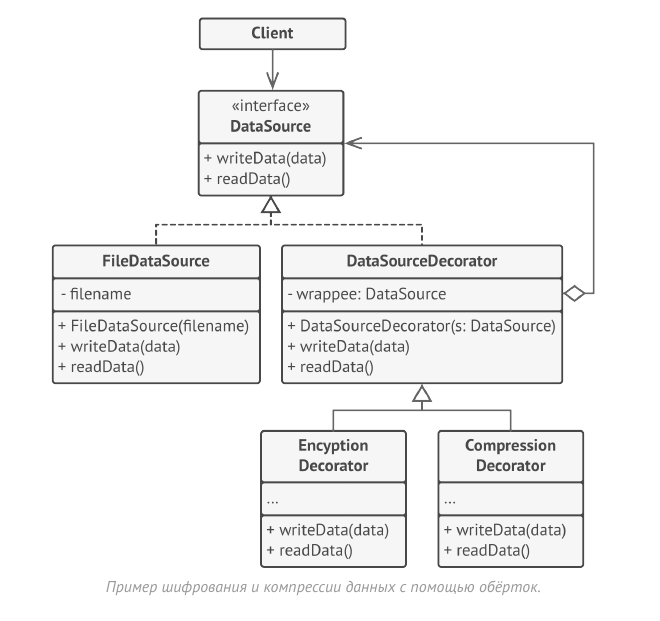 Client
«interface»
DataSource
+ writeData(data)
+ readData()
FileDataSource
- filename
+ FileDataSource(filename)
+ writeData(data)
+ readData()
DataSourceDecorator
- wrappee: DataSource
+ DataSourceDecorator(s: DataSource)
+ writeData(data)
+ readData()
Encyption
Decorator
...
+ writeData(data)
+ readData()
Compression
Decorator
...
+ writeData(data)
+ readData()
Пример шифрования и компрессии данных с помощью обёрток.